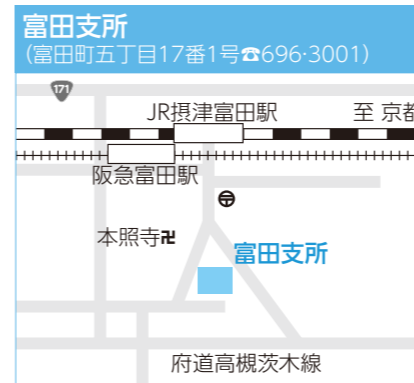 富田支所
(富田町五丁目17番1号☎696·3001)
171
JR摂津富田駅
至 京都
阪急富田駅
本照寺卍
富田支所
府道高槻茨木線